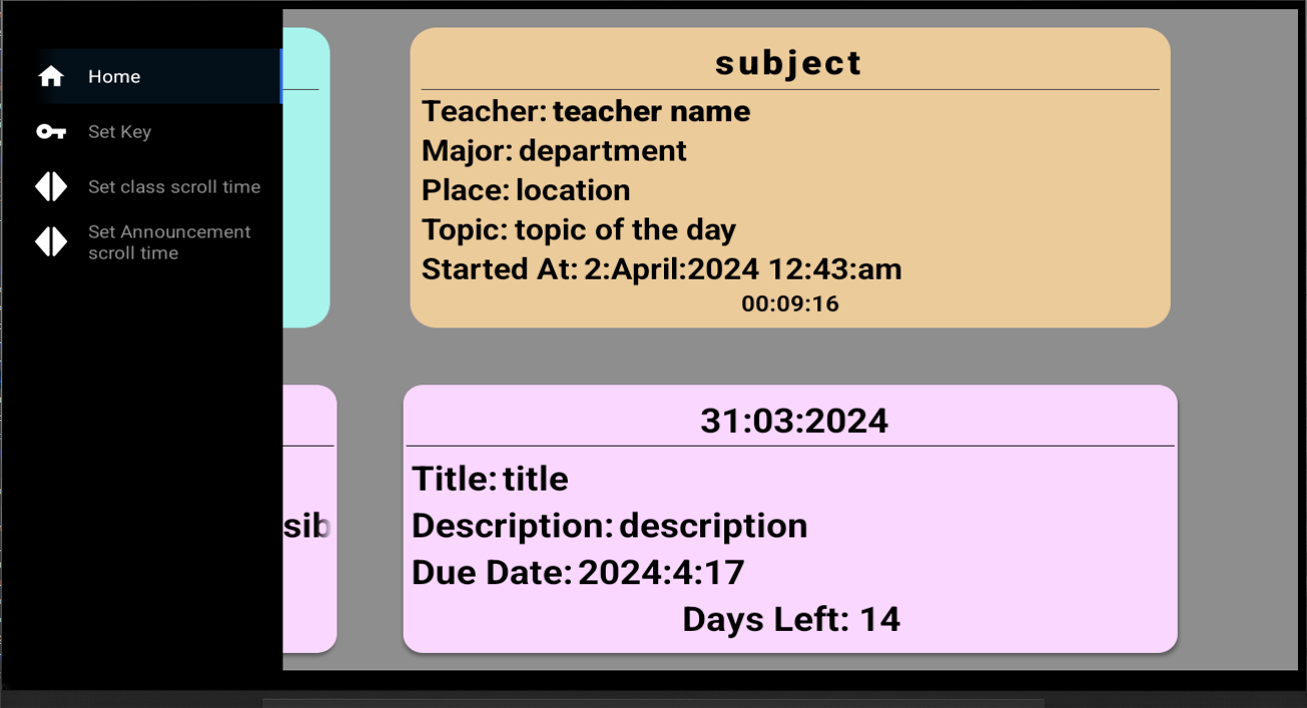 Home
Set Key
Set class scroll time
Set Announcement
scroll time
subject
Teacher: teacher name
Major: department
Place: location
Topic: topic of the day
Started At: 2:April:2024 12:43:am
00:09:16
sib
31:03:2024
Title: title
Description: description
Due Date: 2024:4:17
Days Left: 14